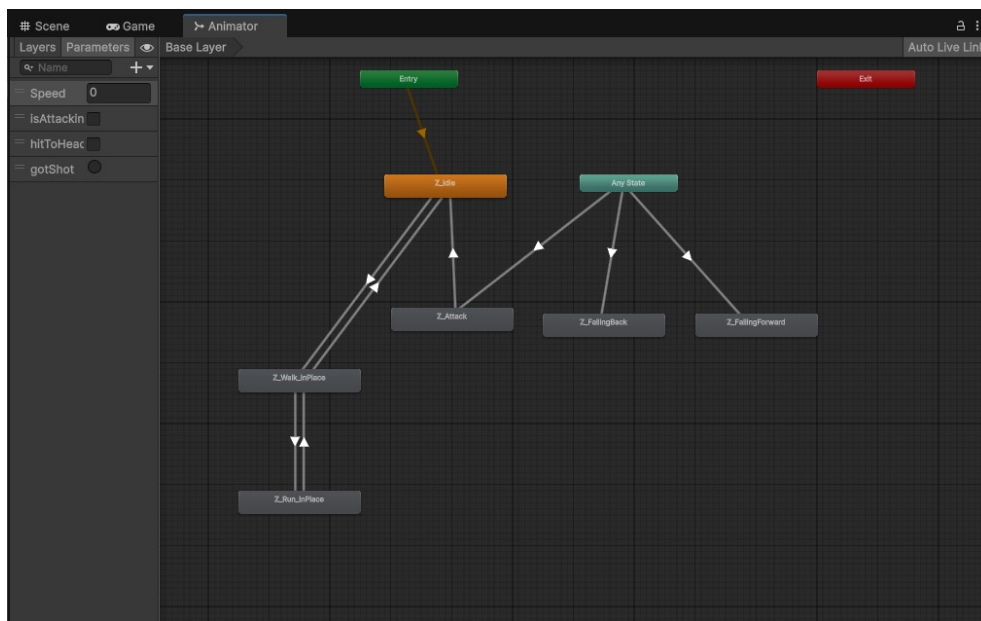 Scene Game Animator
Layers Parameters Base Layer Auto Live Lin
Name
Speed 0
isAttackin
hitToHeac
gotShot
Entry Exit
Z_Idle Any State
Z_Attack Z_FallingBack Z_FallingForward
Z_Walk_InPlace
Z_Run_InPlace